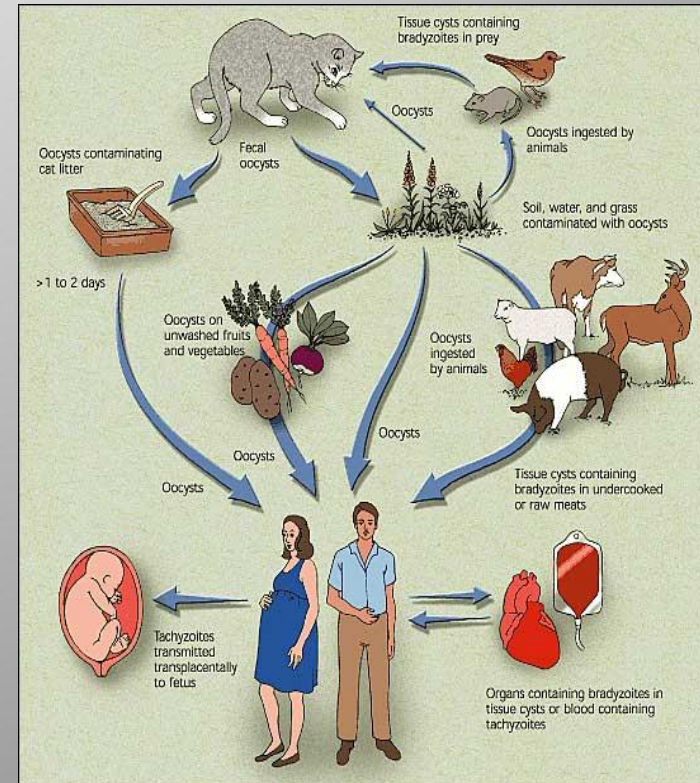 Tissue cysts containing
bradyzoites in prey
Oocysts
Oocysts ingested by
animals
Fecal
oocysts
Oocysts contaminating
cat litter
Soil, water, and grass
contaminated with oocysts
>1 to 2 days
Oocysts on
unwashed fruits
and vegetables
Oocysts
ingested
by animals
Oocysts
Oocysts
Oocysts
Tissue cysts containing
bradyzoites in undercooked
or raw meats
Tachyzoites
transmitted
transplacentally
to fetus
Organs containing bradyzoites in
tissue cysts or blood containing
tachyzoites